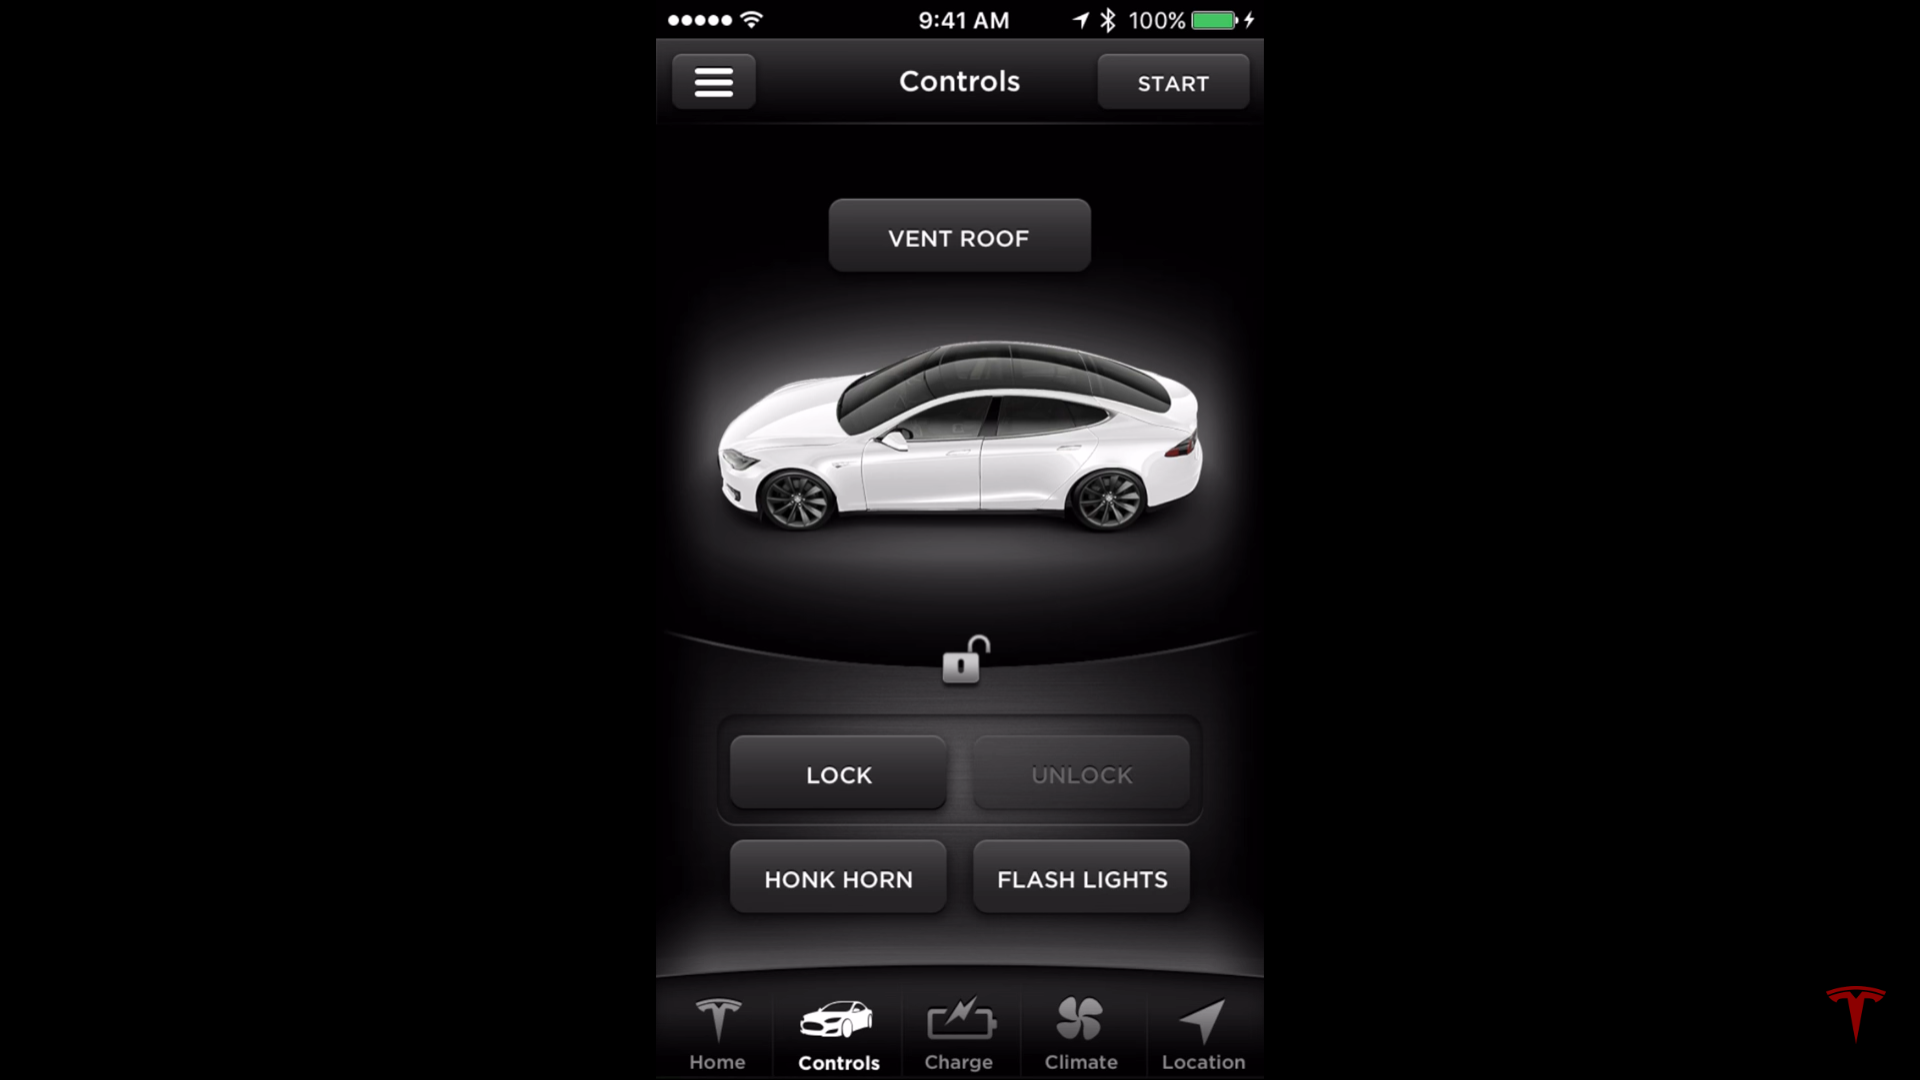 9:41 AM 100%
Controls START
VENT ROOF
LOCK UNLOCK
HONK HORN FLASH LIGHTS
Home Controls Charge Climate Location